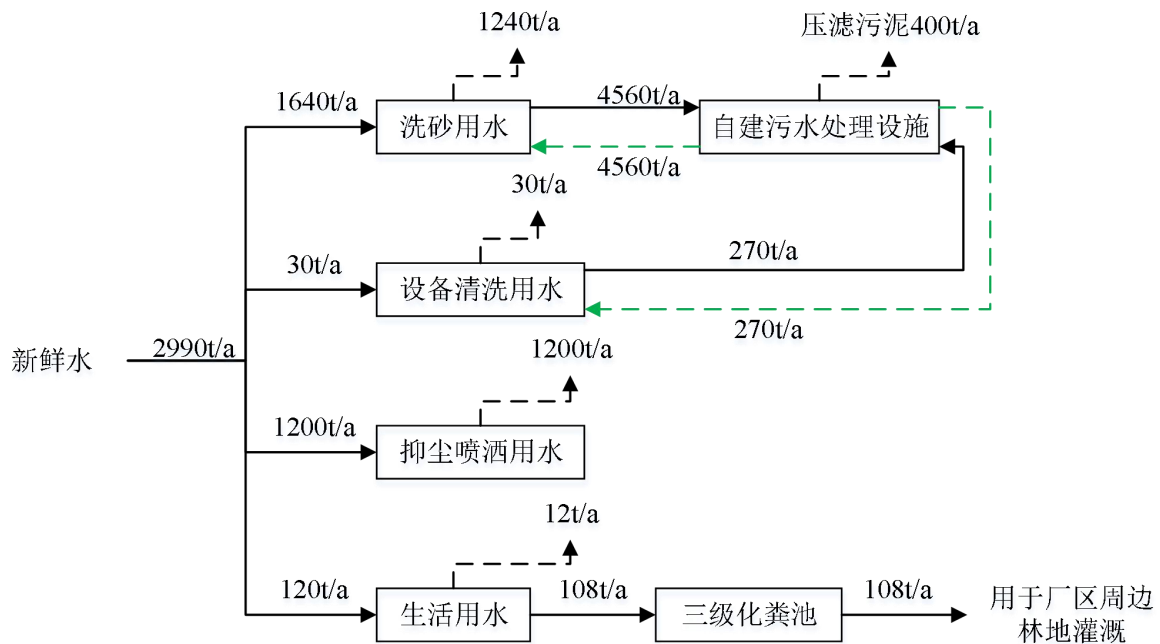 1240t/a
压滤污泥400t/a
1640t/a
洗砂用水
4560t/a
自建污水处理设施
4560t/a
30t/a
30t/a
设备清洗用水
270t/a
270t/a
新鲜水
2990t/a
1200t/a
1200t/a
抑尘喷洒用水
12t/a
120t/a
生活用水
108t/a
三级化粪池
108t/a
用于厂区周边
林地灌溉